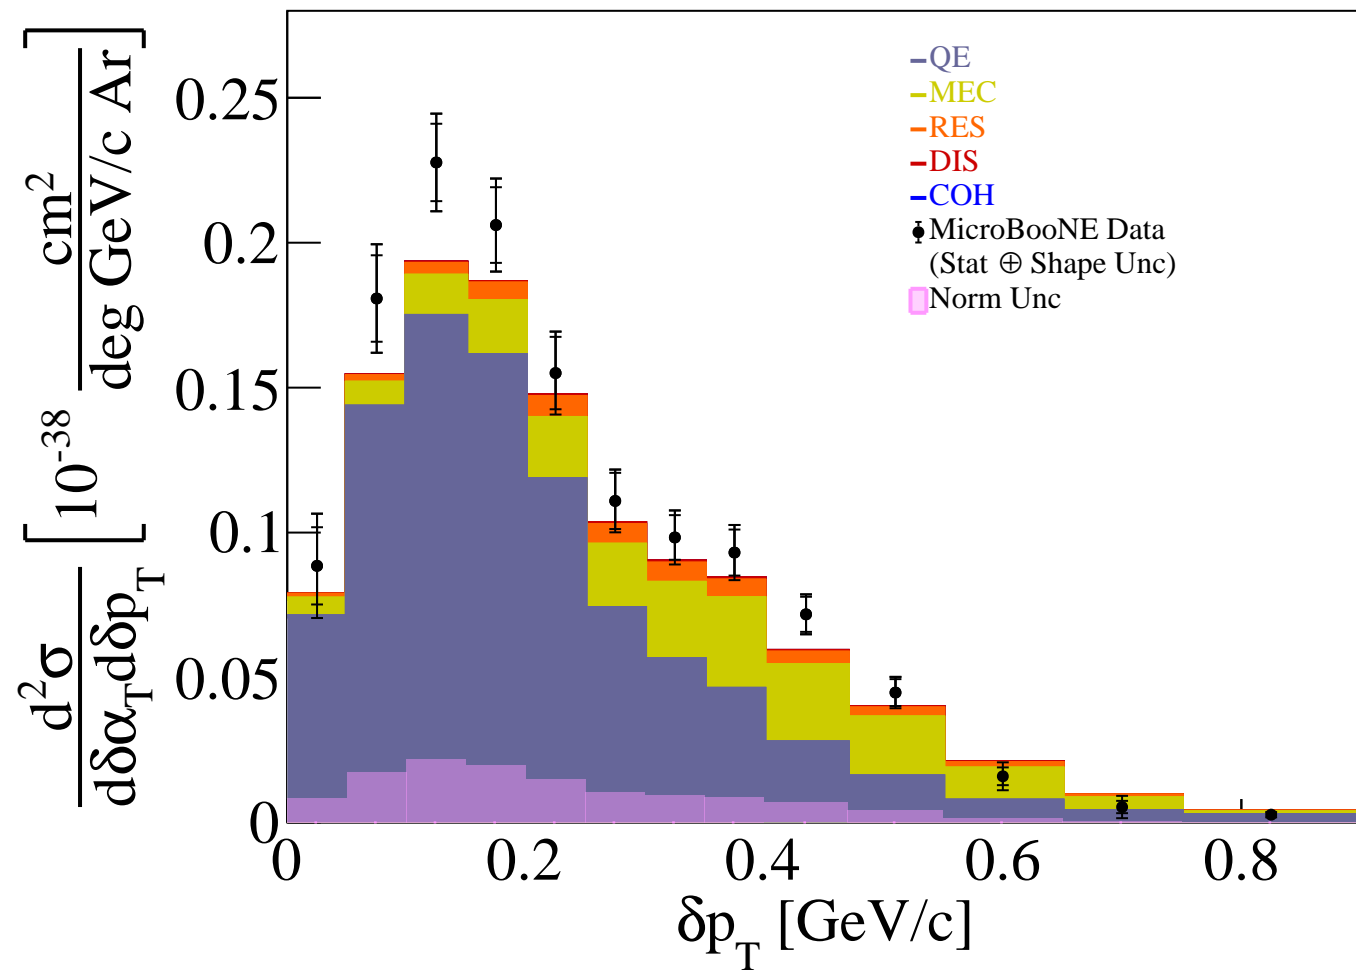 d²σ / dδα_T dδp_T [10⁻³⁸ cm² / deg GeV/c Ar]
0.25
0.2
0.15
0.1
0.05
0
QE
MEC
RES
DIS
COH
MicroBooNE Data
(Stat ⊕ Shape Unc)
Norm Unc
0 0.2 0.4 0.6 0.8
δp_T [GeV/c]